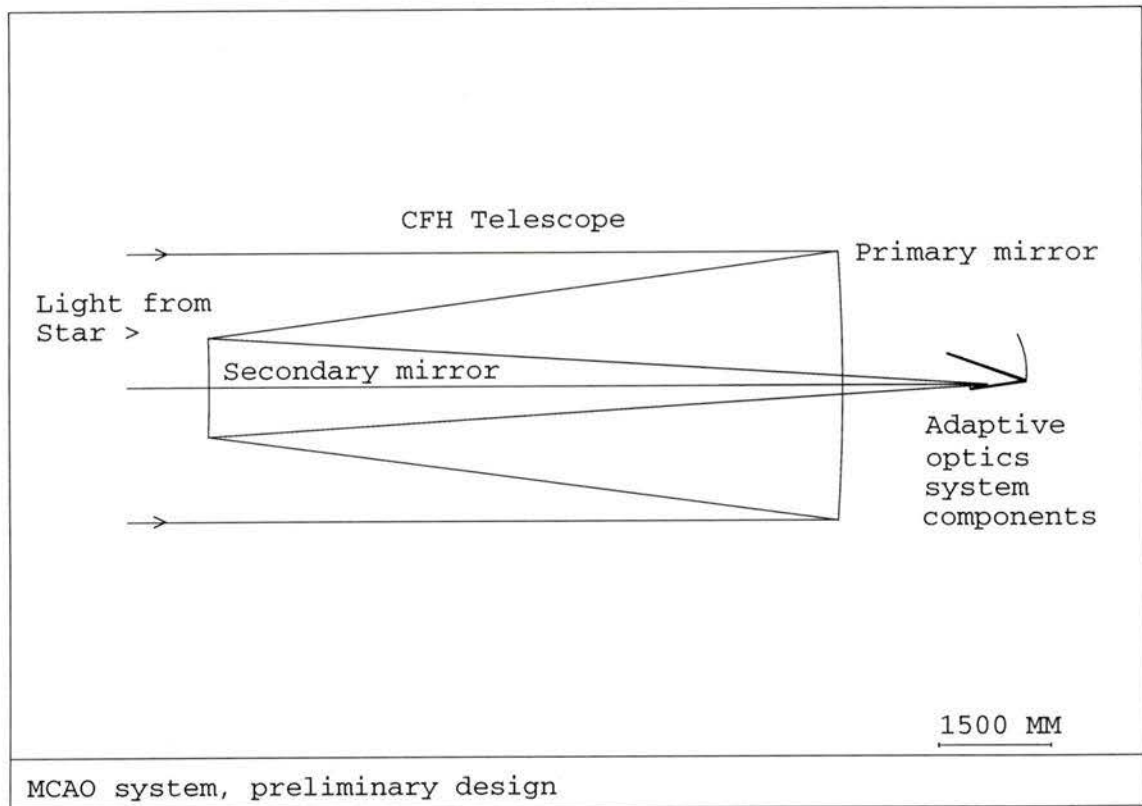 CFH Telescope
Primary mirror
Light from
Star >
Secondary mirror
Adaptive
optics
system
components
1500 MM
MCAO system, preliminary design